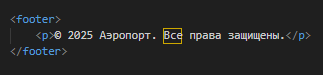 <footer>
<p>© 2025 Аэропорт. Все права защищены.</p>
</footer>